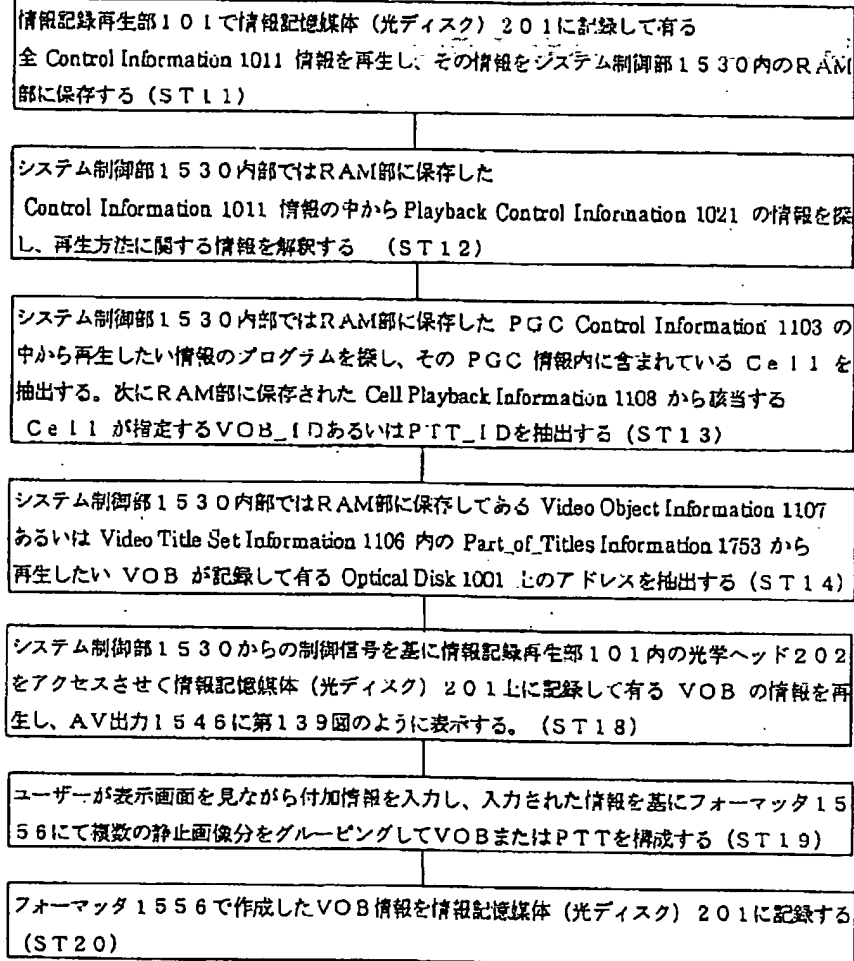 情報記録再生部101で情報記憶媒体（光ディスク）201に記録して有る
全 Control Information 1011 情報を再生し、その情報をシステム制御部1530内のRAM
部に保存する（ST11）
システム制御部1530内部ではRAM部に保存した
Control Information 1011 情報の中から Playback Control Information 1021 の情報を探
し、再生方法に関する情報を解釈する （ST12）
システム制御部1530内部ではRAM部に保存した PGC Control Information 1103 の
中から再生したい情報のプログラムを探し、その PGC 情報内に含まれている Cell を
抽出する。次にRAM部に保存された Cell Playback Information 1108 から該当する
Cell が指定するVOB_IDあるいはPTT_IDを抽出する（ST13）
システム制御部1530内部ではRAM部に保存してある Video Object Information 1107
あるいは Video Title Set Information 1106 内の Part_of_Titles Information 1753 から
再生したい VOB が記録して有る Optical Disk 1001 上のアドレスを抽出する（ST14）
システム制御部1530からの制御信号を基に情報記録再生部101内の光学ヘッド202
をアクセスさせて情報記憶媒体（光ディスク）201上に記録して有る VOB の情報を再
生し、AV出力1546に第139図のように表示する。（ST18）
ユーザーが表示画面を見ながら付加情報を入力し、入力された情報を基にフォーマッタ15
56にて複数の静止画像分をグルーピングしてVOBまたはPTTを構成する（ST19）
フォーマッタ1556で作成したVOB情報を情報記憶媒体（光ディスク）201に記録する
（ST20）